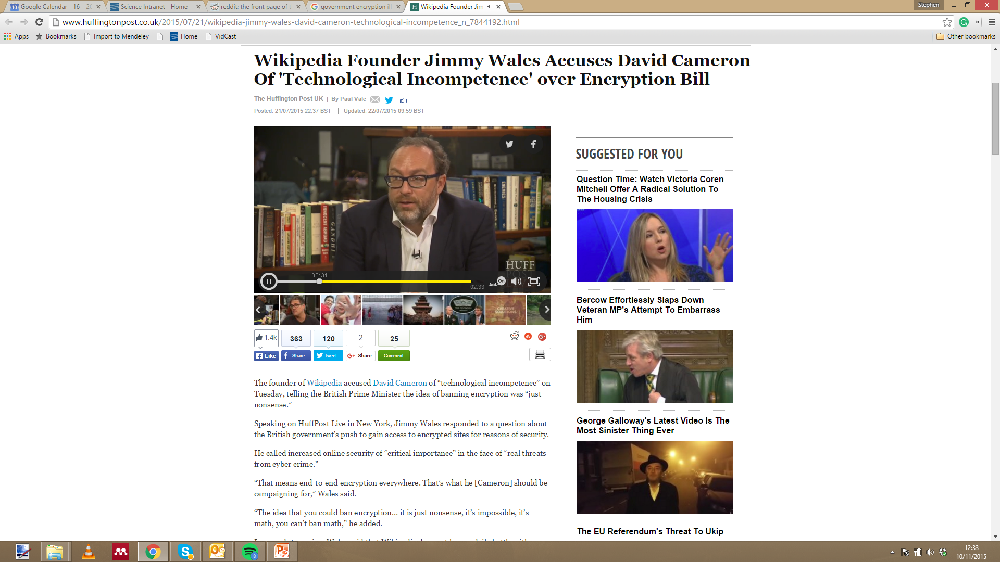 Google Calendar - 16 – 20
Science Intranet - Home
reddit: the front page of t
government encryption ill
Wikipedia Founder Jim
Stephen
www.huffingtonpost.co.uk/2015/07/21/wikipedia-jimmy-wales-david-cameron-technological-incompetence_n_7844192.html
Apps
Bookmarks
Import to Mendeley
Home
VidCast
Other bookmarks
Wikipedia Founder Jimmy Wales Accuses David Cameron
Of 'Technological Incompetence' over Encryption Bill
The Huffington Post UK | By Paul Vale
Posted: 21/07/2015 22:37 BST | Updated: 22/07/2015 09:59 BST
ENEMIES
INNOCENT ABROAD
GANDHI
HUFF
POST
00:31
02:33
Aol. On
CREATIVE
SOLUTIONS
1.4k
363
120
2
25
Like
Share
Tweet
Share
Comment
The founder of Wikipedia accused David Cameron of “technological incompetence” on
Tuesday, telling the British Prime Minister the idea of banning encryption was “just
nonsense.”
Speaking on HuffPost Live in New York, Jimmy Wales responded to a question about
the British government’s push to gain access to encrypted sites for reasons of security.
He called increased online security of “critical importance” in the face of “real threats
from cyber crime.”
“That means end-to-end encryption everywhere. That’s what he [Cameron] should be
campaigning for,” Wales said.
“The idea that you could ban encryption... it is just nonsense, it’s impossible, it’s
math, you can’t ban math,” he added.
SUGGESTED FOR YOU
Question Time: Watch Victoria Coren
Mitchell Offer A Radical Solution To
The Housing Crisis
Bercow Effortlessly Slaps Down
Veteran MP's Attempt To Embarrass
Him
George Galloway's Latest Video Is The
Most Sinister Thing Ever
The EU Referendum's Threat To Ukip
12:33
10/11/2015